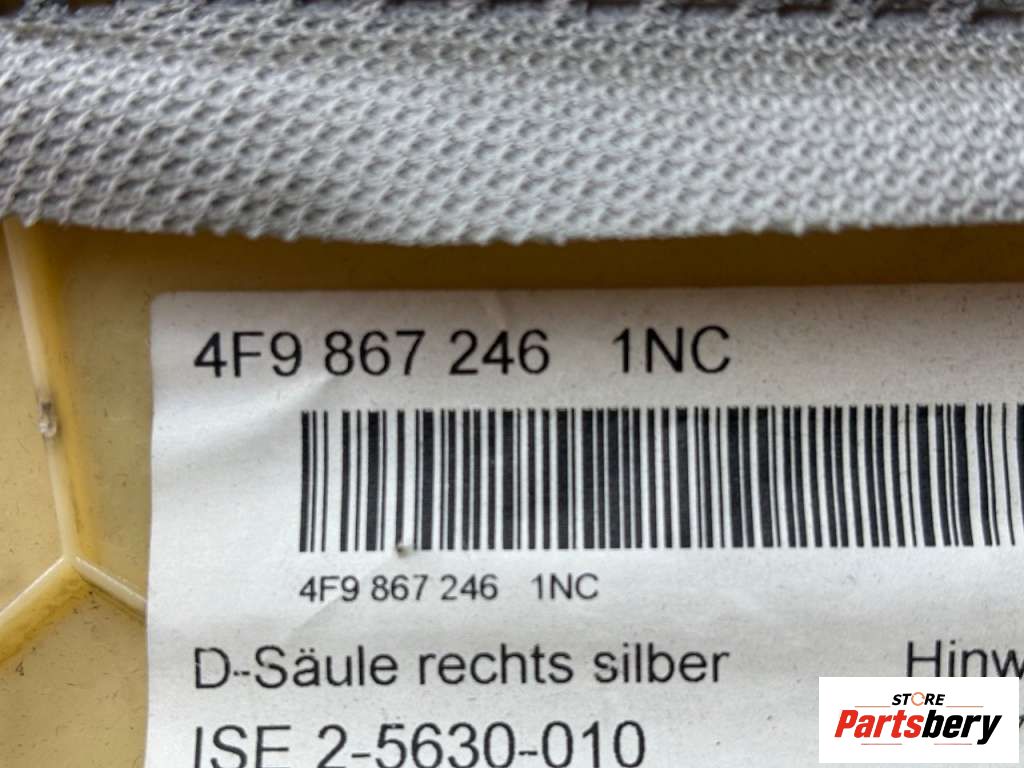 4F9 867 246 1NC
4F9 867 246 1NC
D-Säule rechts silber
ISE 2-5630-010
STORE
Partsbery